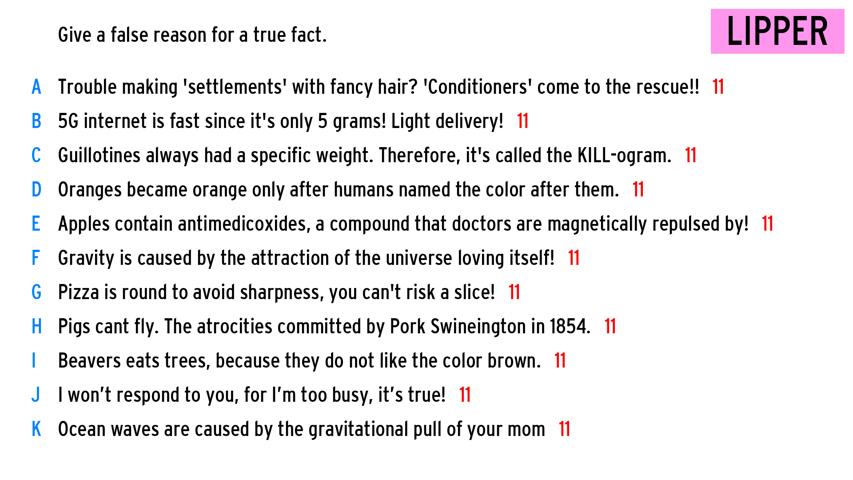 Give a false reason for a true fact.
LIPPER
A Trouble making 'settlements' with fancy hair? 'Conditioners' come to the rescue!! 11
B 5G internet is fast since it's only 5 grams! Light delivery! 11
C Guillotines always had a specific weight. Therefore, it's called the KILL-ogram. 11
D Oranges became orange only after humans named the color after them. 11
E Apples contain antimedicoxides, a compound that doctors are magnetically repulsed by! 11
F Gravity is caused by the attraction of the universe loving itself! 11
G Pizza is round to avoid sharpness, you can't risk a slice! 11
H Pigs cant fly. The atrocities committed by Pork Swineington in 1854. 11
I Beavers eats trees, because they do not like the color brown. 11
J I won't respond to you, for I'm too busy, it's true! 11
K Ocean waves are caused by the gravitational pull of your mom 11